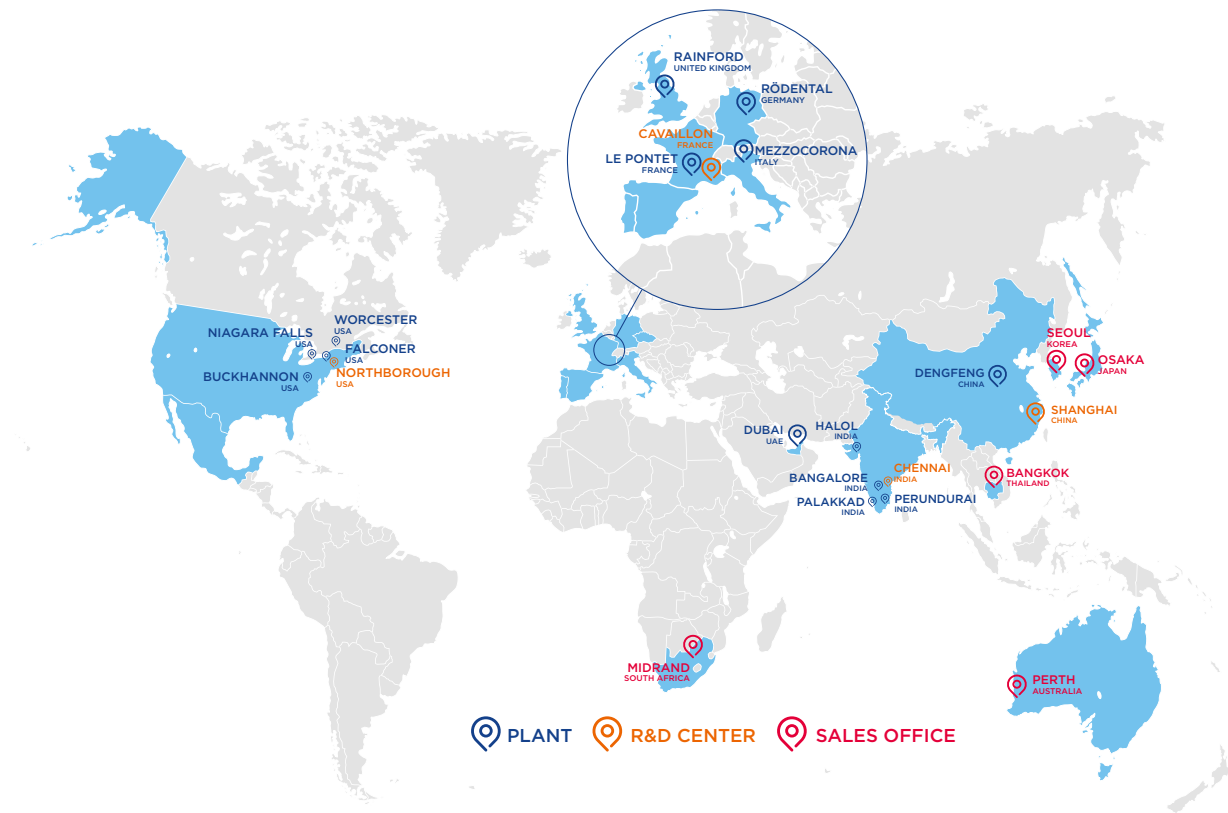 RAINFORD
UNITED KINGDOM
RÖDENTAL
GERMANY
CAVAILLON
FRANCE
LE PONTET
FRANCE
MEZZOCORONA
ITALY
WORCESTER
USA
NIAGARA FALLS
USA
FALCONER
USA
BUCKHANNON
USA
NORTHBOROUGH
USA
SEOUL
KOREA
OSAKA
JAPAN
DENGFENG
CHINA
SHANGHAI
CHINA
DUBAI
UAE
HALOL
INDIA
CHENNAI
INDIA
BANGALORE
INDIA
PALAKKAD
INDIA
PERUNDURAI
INDIA
BANGKOK
THAILAND
MIDRAND
SOUTH AFRICA
PERTH
AUSTRALIA
PLANT
R&D CENTER
SALES OFFICE